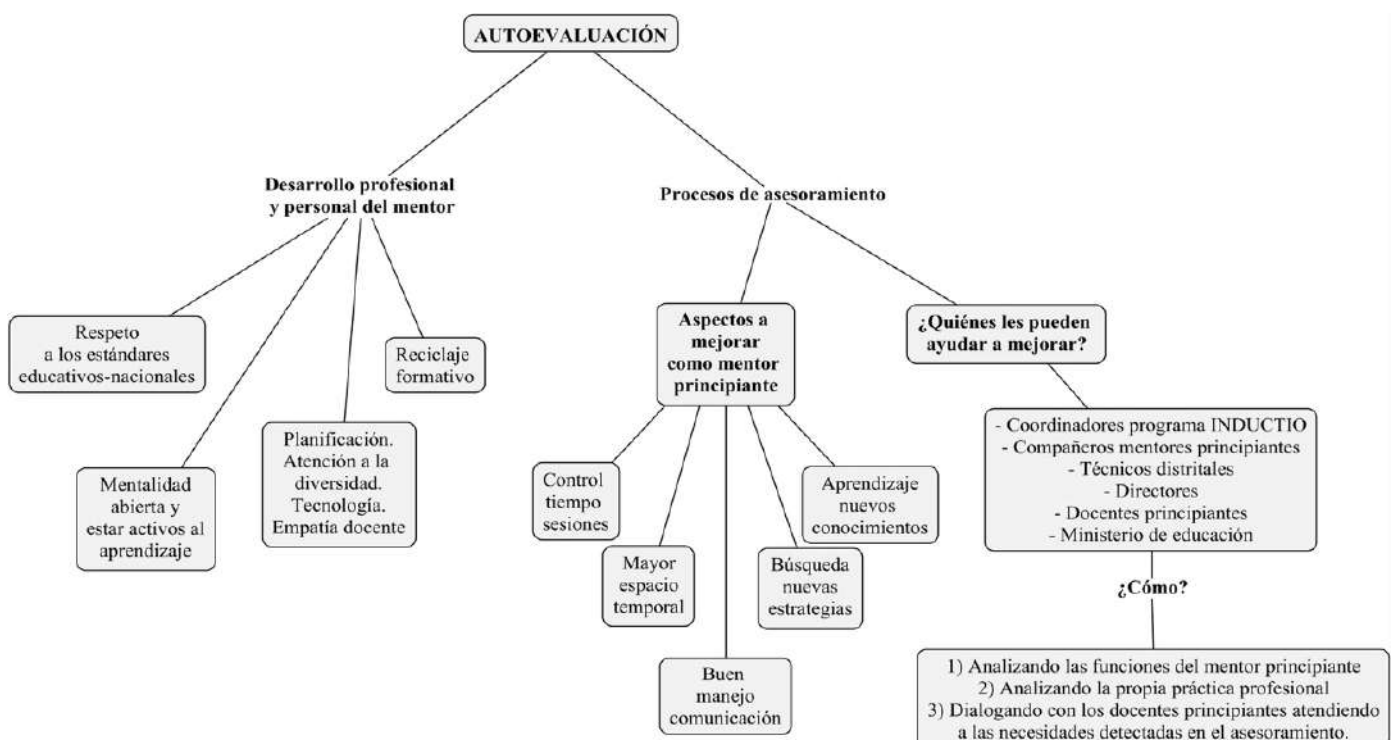 AUTOEVALUACIÓN
Desarrollo profesional
y personal del mentor
Procesos de asesoramiento
Respeto
a los estándares
educativos-nacionales
Mentalidad
abierta y
estar activos al
aprendizaje
Planificación.
Atención a la
diversidad.
Tecnología.
Empatía docente
Reciclaje
formativo
Aspectos a
mejorar
como mentor
principiante
Control
tiempo
sesiones
Mayor
espacio
temporal
Buen
manejo
comunicación
Búsqueda
nuevas
estrategias
Aprendizaje
nuevos
conocimientos
¿Quiénes les pueden
ayudar a mejorar?
- Coordinadores programa INDUCTIO
- Compañeros mentores principiantes
- Técnicos distritales
- Directores
- Docentes principiantes
- Ministerio de educación
¿Cómo?
1) Analizando las funciones del mentor principiante
2) Analizando la propia práctica profesional
3) Dialogando con los docentes principiantes atendiendo
a las necesidades detectadas en el asesoramiento.